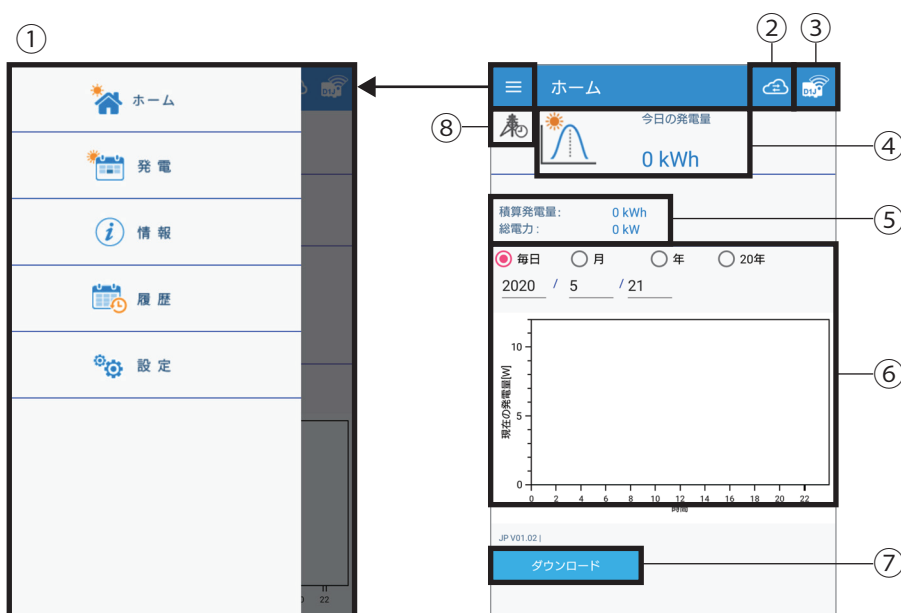 ①
ホーム
発電
情報
履歴
設定
0 22
②
③
ホーム
D1J
⑧
今日の発電量
0 kWh
④
積算発電量: 0 kWh
総電力: 0 kW
⑤
毎日 月 年 20年
2020 / 5 / 21
現在の発電量[W]
10
5
0
0 2 4 6 8 10 12 14 16 18 20 22
時間
⑥
JP V01.02 |
ダウンロード
⑦